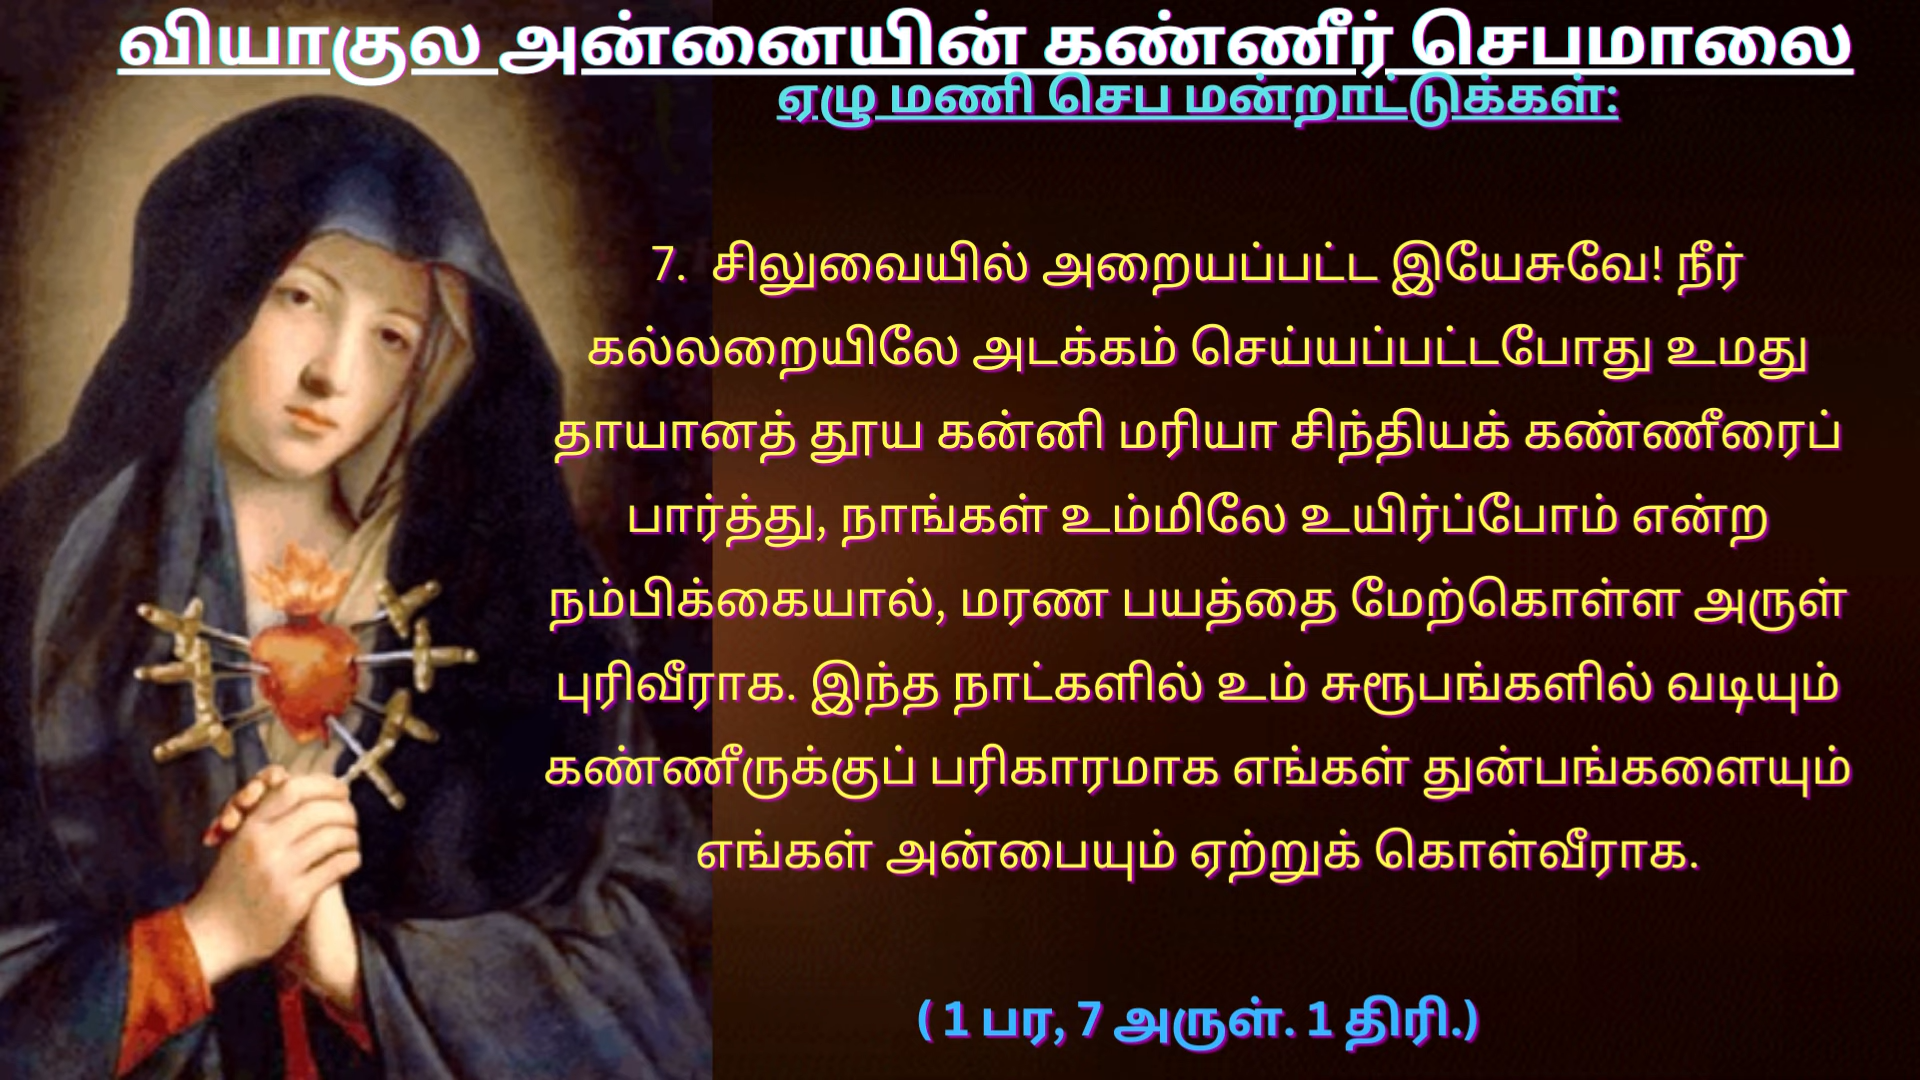 வியாகுல அன்னையின் கண்ணீர் செபமாலை
ஏழு மணி செப மன்றாட்டுக்கள்:
7. சிலுவையில் அறையப்பட்ட இயேசுவே! நீர்
கல்லறையிலே அடக்கம் செய்யப்பட்டபோது உமது
தாயானத் தூய கன்னி மரியா சிந்தியக் கண்ணீரைப்
பார்த்து, நாங்கள் உம்மிலே உயிர்ப்போம் என்ற
நம்பிக்கையால், மரண பயத்தை மேற்கொள்ள அருள்
புரிவீராக. இந்த நாட்களில் உம் சுரூபங்களில் வடியும்
கண்ணீருக்குப் பரிகாரமாக எங்கள் துன்பங்களையும்
எங்கள் அன்பையும் ஏற்றுக் கொள்வீராக.
( 1 பர, 7 அருள். 1 திரி.)